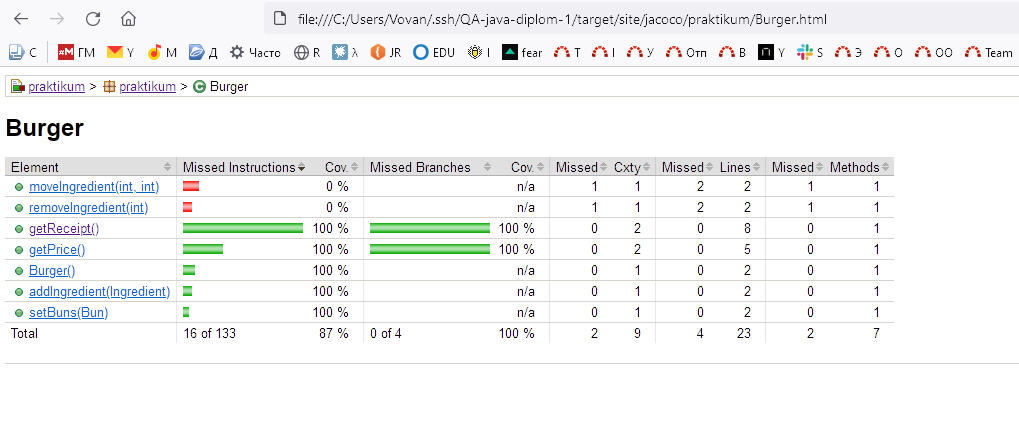 file:///C:/Users/Vovan/.ssh/QA-java-diplom-1/target/site/jacoco/praktikum/Burger.html
С M ГМ Y М Д Часто R λ JR EDU I fear Т I У Отп В Y S Э О ОО Team
praktikum > praktikum > Burger
Burger
Element Missed Instructions Cov. Missed Branches Cov. Missed Cxty Missed Lines Missed Methods
moveIngredient(int, int) 0 % n/a 1 1 2 2 1 1
removeIngredient(int) 0 % n/a 1 1 2 2 1 1
getReceipt() 100 % 100 % 0 2 0 8 0 1
getPrice() 100 % 100 % 0 2 0 5 0 1
Burger() 100 % n/a 0 1 0 2 0 1
addIngredient(Ingredient) 100 % n/a 0 1 0 2 0 1
setBuns(Bun) 100 % n/a 0 1 0 2 0 1
Total 16 of 133 87 % 0 of 4 100 % 2 9 4 23 2 7